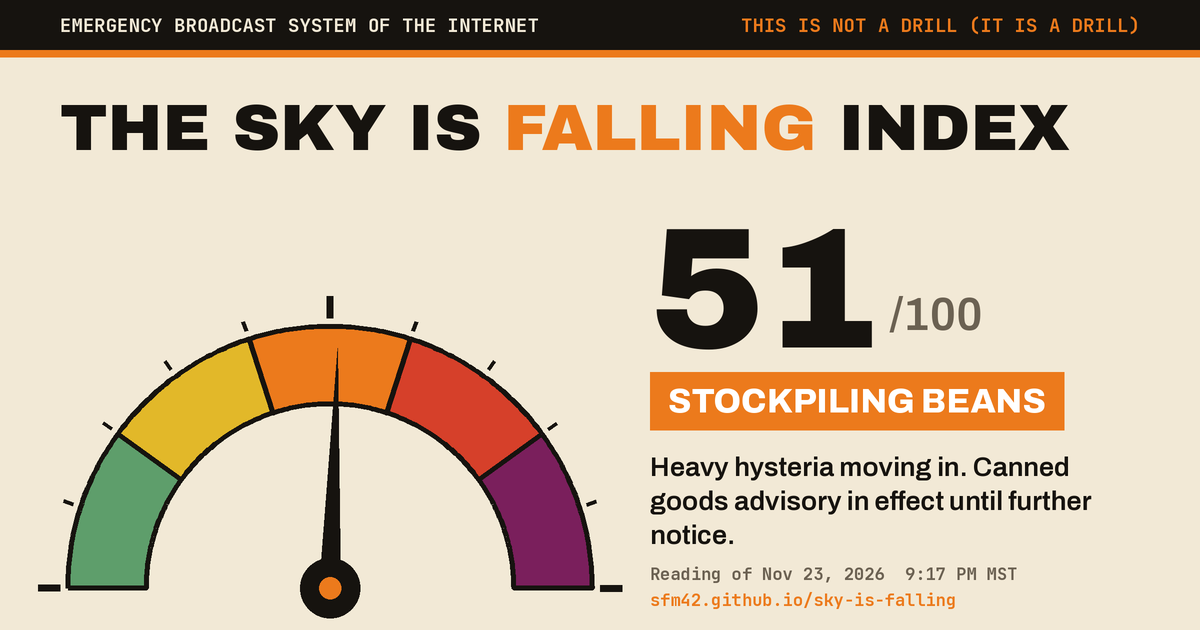 EMERGENCY BROADCAST SYSTEM OF THE INTERNET
THIS IS NOT A DRILL (IT IS A DRILL)
THE SKY IS FALLING INDEX
51 /100
STOCKPILING BEANS
Heavy hysteria moving in. Canned
goods advisory in effect until further
notice.
Reading of Nov 23, 2026  9:17 PM MST
sfm42.github.io/sky-is-falling